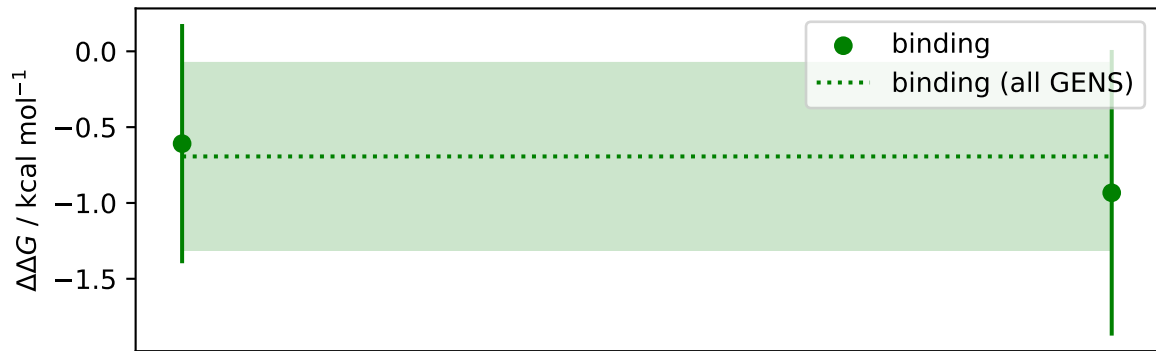 0.0
−0.5
−1.0
−1.5
ΔΔG / kcal mol⁻¹
binding
binding (all GENS)